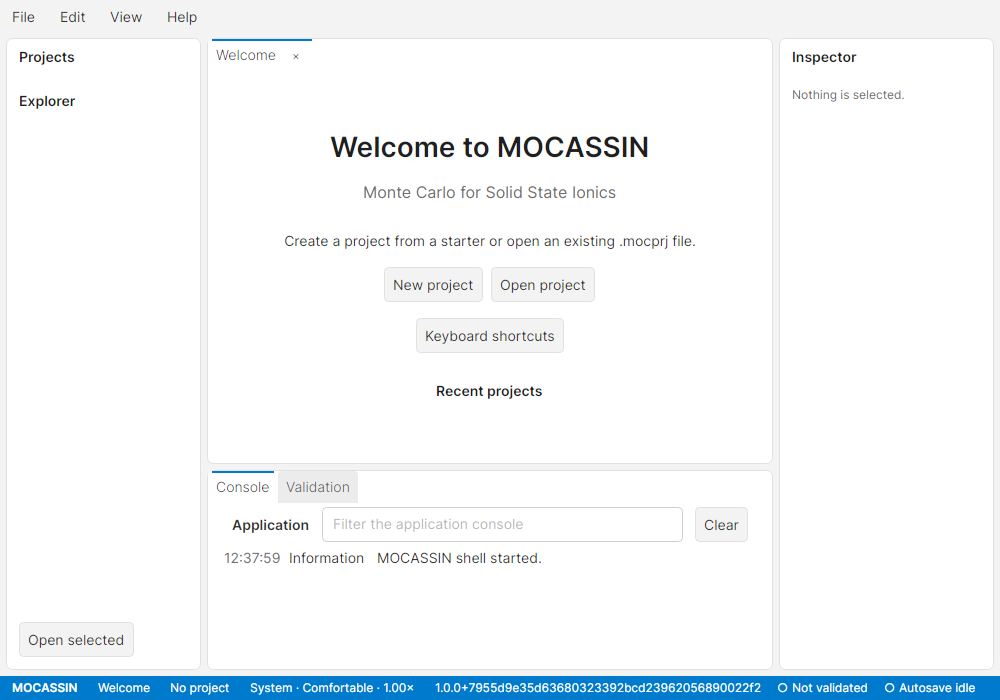 File Edit View Help
Projects
Explorer
Open selected
Welcome ×
Welcome to MOCASSIN
Monte Carlo for Solid State Ionics
Create a project from a starter or open an existing .mocprj file.
New project Open project
Keyboard shortcuts
Recent projects
Console Validation
Application Filter the application console Clear
12:37:59 Information MOCASSIN shell started.
Inspector
Nothing is selected.
MOCASSIN Welcome No project System · Comfortable · 1.00× 1.0.0+7955d9e35d63680323392bcd23962056890022f2 Not validated Autosave idle